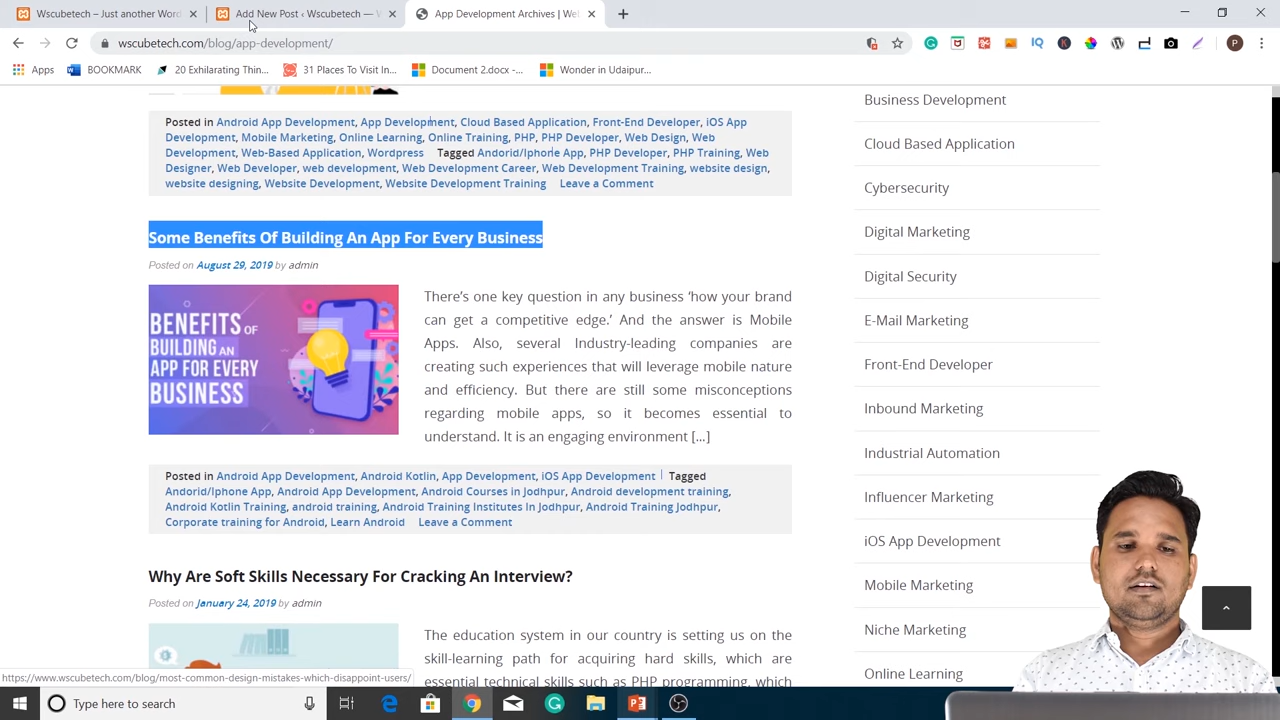 Wscubetech – Just another Word
Add New Post ‹ Wscubetech —
App Development Archives | We
wscubetech.com/blog/app-development/
Apps
BOOKMARK
20 Exhilarating Thin...
31 Places To Visit In...
Document 2.docx -...
Wonder in Udaipur...
Posted in Android App Development, App Development, Cloud Based Application, Front-End Developer, iOS App
Development, Mobile Marketing, Online Learning, Online Training, PHP, PHP Developer, Web Design, Web
Development, Web-Based Application, Wordpress Tagged Andorid/Iphone App, PHP Developer, PHP Training, Web
Designer, Web Developer, web development, Web Development Career, Web Development Training, website design,
website designing, Website Development, Website Development Training Leave a Comment
Some Benefits Of Building An App For Every Business
Posted on August 29, 2019 by admin
BENEFITS OF
BUILDING AN
APP FOR EVERY
BUSINESS
There's one key question in any business 'how your brand
can get a competitive edge.' And the answer is Mobile
Apps. Also, several Industry-leading companies are
creating such experiences that will leverage mobile nature
and efficiency. But there are still some misconceptions
regarding mobile apps, so it becomes essential to
understand. It is an engaging environment [...]
Posted in Android App Development, Android Kotlin, App Development, iOS App Development Tagged
Andorid/Iphone App, Android App Development, Android Courses in Jodhpur, Android development training,
Android Kotlin Training, android training, Android Training Institutes In Jodhpur, Android Training Jodhpur,
Corporate training for Android, Learn Android Leave a Comment
Why Are Soft Skills Necessary For Cracking An Interview?
Posted on January 24, 2019 by admin
The education system in our country is setting us on the
skill-learning path for acquiring hard skills, which are
essential technical skills such as PHP programming, which
Business Development
Cloud Based Application
Cybersecurity
Digital Marketing
Digital Security
E-Mail Marketing
Front-End Developer
Inbound Marketing
Industrial Automation
Influencer Marketing
iOS App Development
Mobile Marketing
Niche Marketing
Online Learning
https://www.wscubetech.com/blog/most-common-design-mistakes-which-disappoint-users/
Type here to search